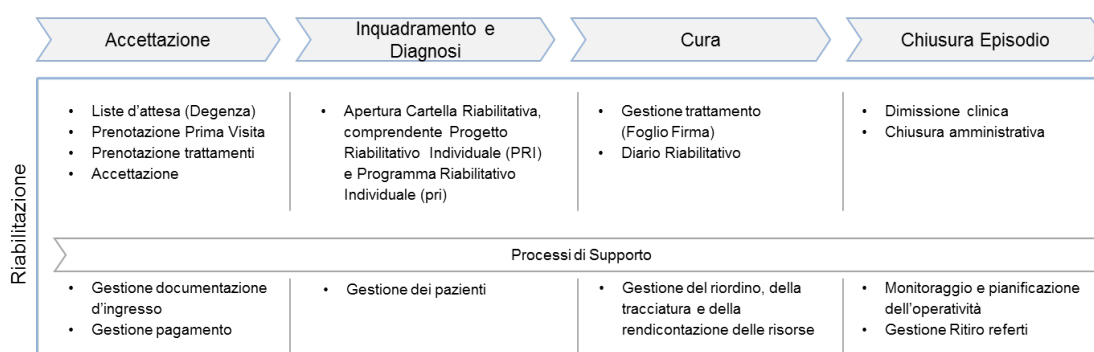 Accettazione
Inquadramento e
Diagnosi
Cura
Chiusura Episodio
Riabilitazione
• Liste d'attesa (Degenza)
• Prenotazione Prima Visita
• Prenotazione trattamenti
• Accettazione
• Apertura Cartella Riabilitativa,
comprendente Progetto
Riabilitativo Individuale (PRI)
e Programma Riabilitativo
Individuale (pri)
• Gestione trattamento
(Foglio Firma)
• Diario Riabilitativo
• Dimissione clinica
• Chiusura amministrativa
Processi di Supporto
• Gestione documentazione
d'ingresso
• Gestione pagamento
• Gestione dei pazienti
• Gestione del riordino, della
tracciatura e della
rendicontazione delle risorse
• Monitoraggio e pianificazione
dell'operatività
• Gestione Ritiro referti